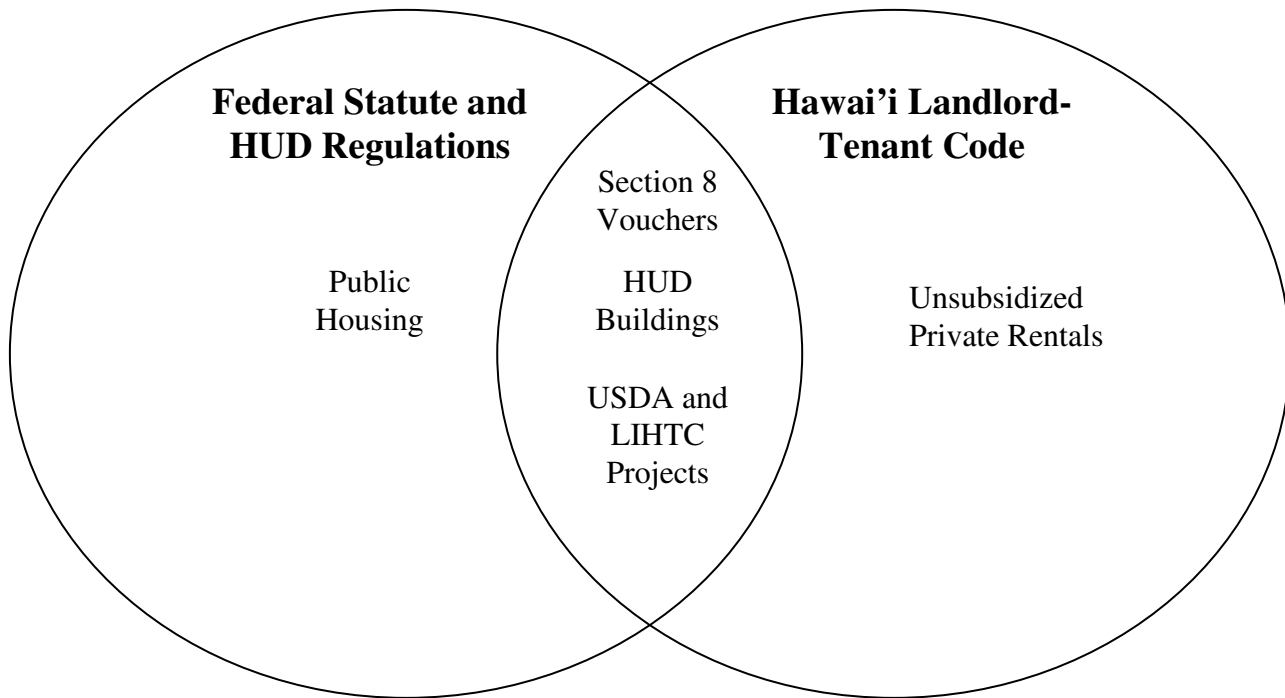 Federal Statute and
HUD Regulations
Hawai’i Landlord-
Tenant Code
Public
Housing
Section 8
Vouchers
HUD
Buildings
USDA and
LIHTC
Projects
Unsubsidized
Private Rentals